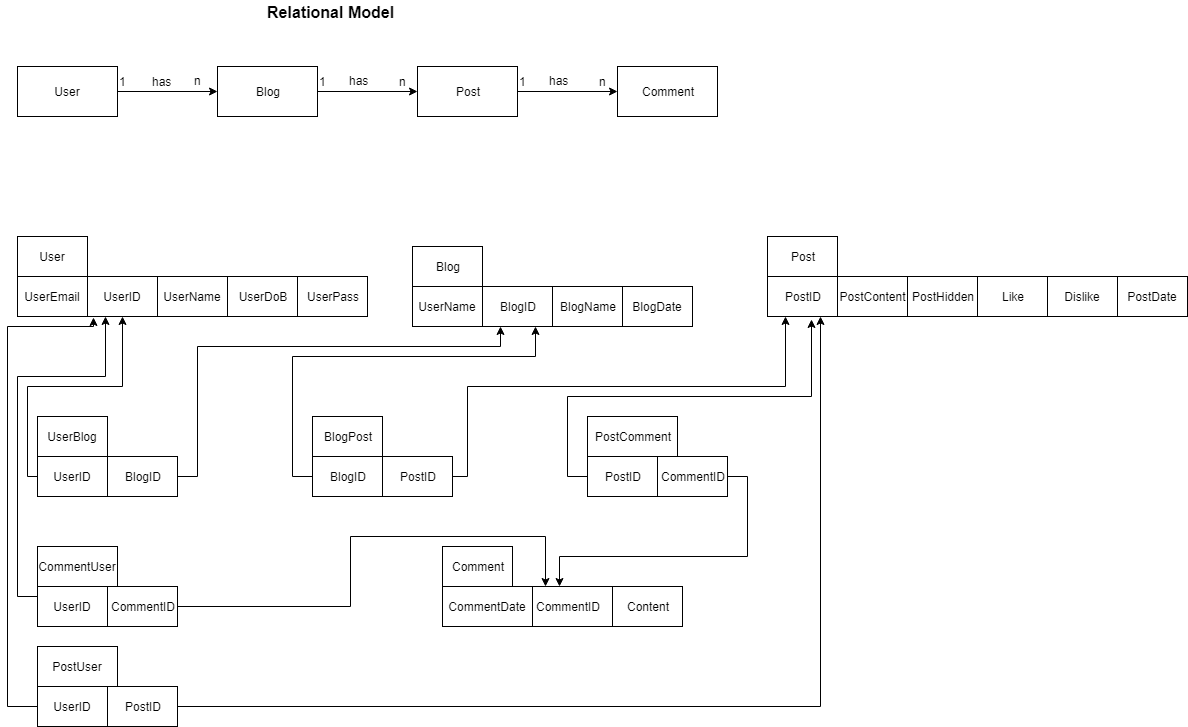 Relational Model
User 1 has n Blog 1 has n Post 1 has n Comment
User
UserEmail UserID UserName UserDoB UserPass
Blog
UserName BlogID BlogName BlogDate
Post
PostID PostContent PostHidden Like Dislike PostDate
UserBlog
UserID BlogID
BlogPost
BlogID PostID
PostComment
PostID CommentID
CommentUser
UserID CommentID
Comment
CommentDate CommentID Content
PostUser
UserID PostID